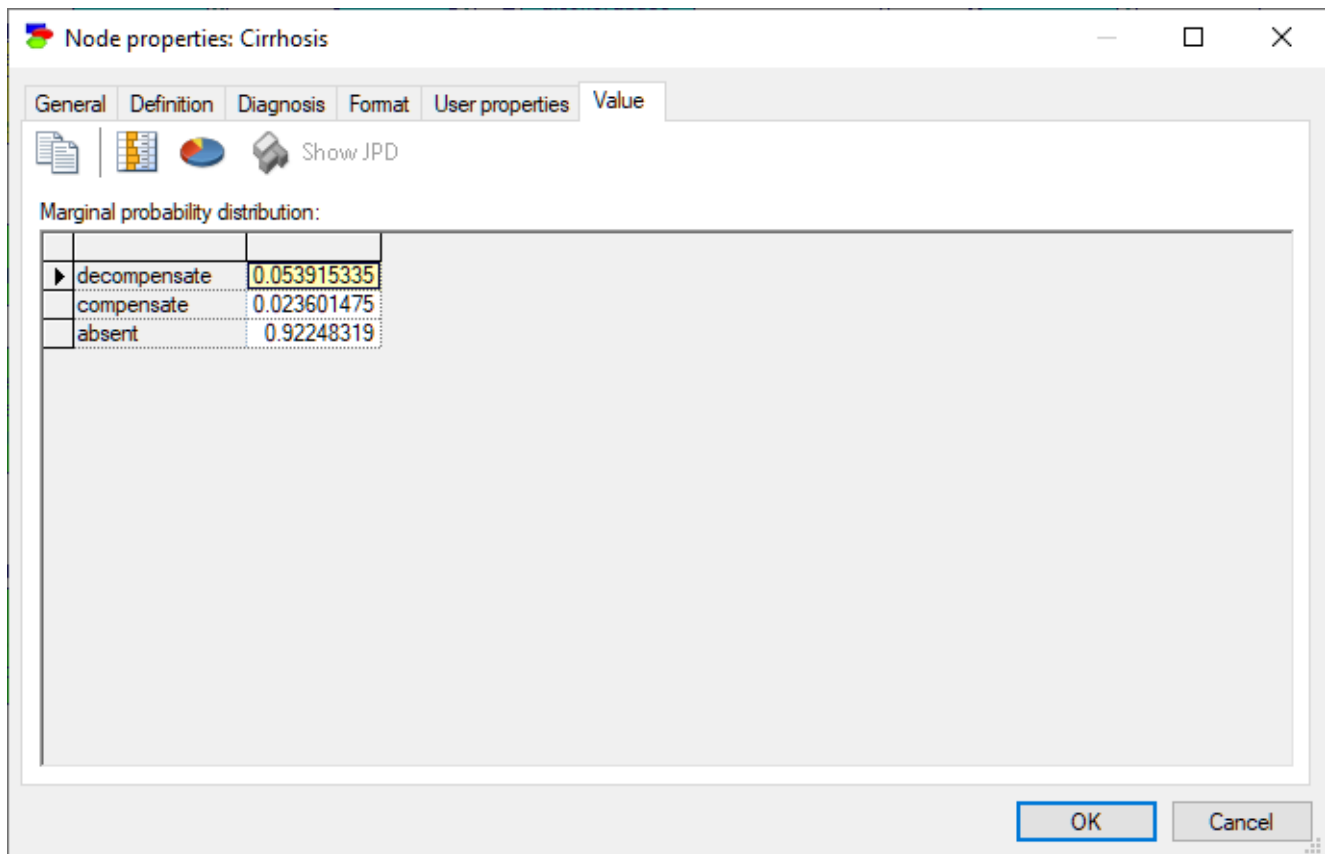 Node properties: Cirrhosis
General Definition Diagnosis Format User properties Value
Show JPD
Marginal probability distribution:
decompensate 0.053915335
compensate 0.023601475
absent 0.92248319
OK Cancel